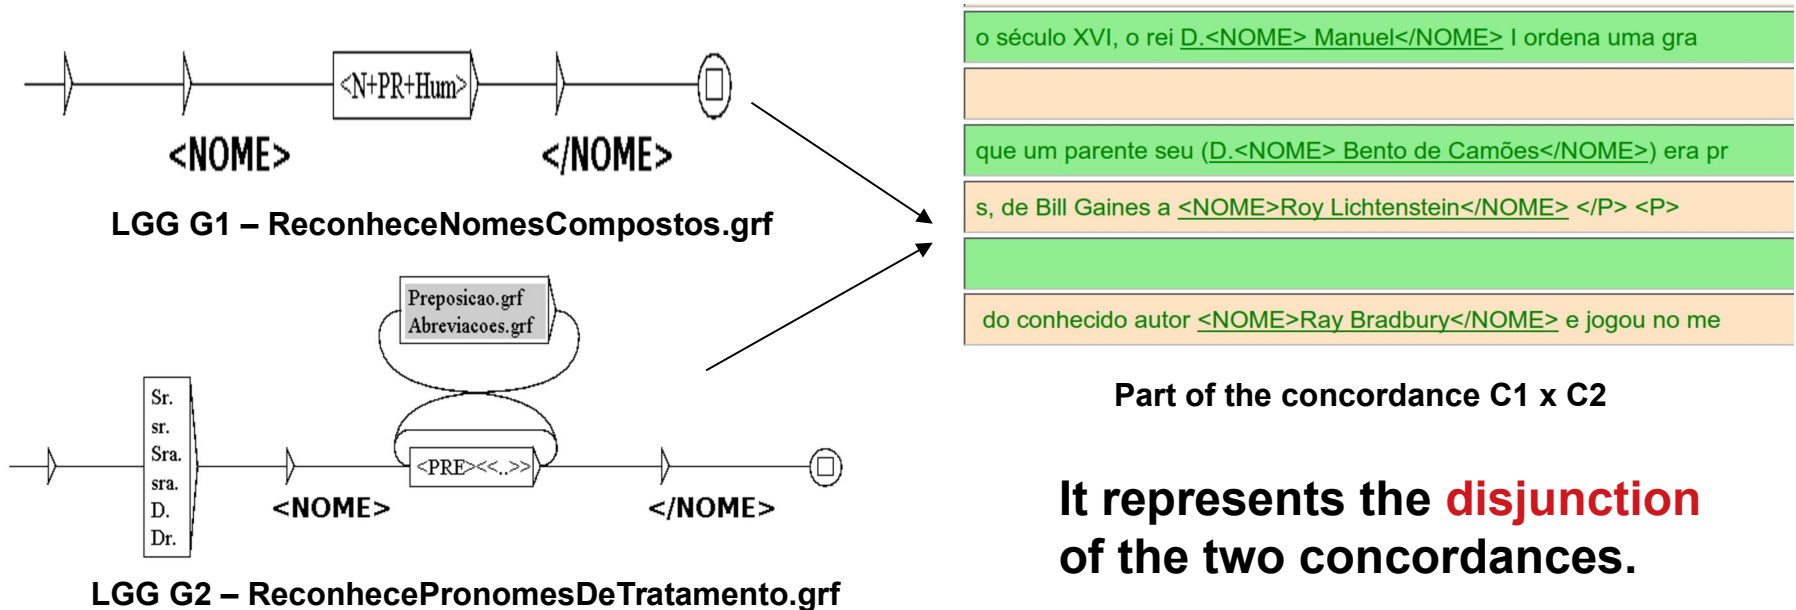 <N+PR+Hum>
<NOME>
</NOME>
LGG G1 – ReconheceNomesCompostos.grf
Preposicao.grf
Abreviacoes.grf
Sr.
sr.
Sra.
sra.
D.
Dr.
<PRE><<..>>
<NOME>
</NOME>
LGG G2 – ReconhecePronomesDeTratamento.grf
o século XVI, o rei D.<NOME> Manuel</NOME> I ordena uma gra
que um parente seu (D.<NOME> Bento de Camões</NOME>) era pr
s, de Bill Gaines a <NOME>Roy Lichtenstein</NOME> </P> <P>
do conhecido autor <NOME>Ray Bradbury</NOME> e jogou no me
Part of the concordance C1 x C2
It represents the disjunction
of the two concordances.